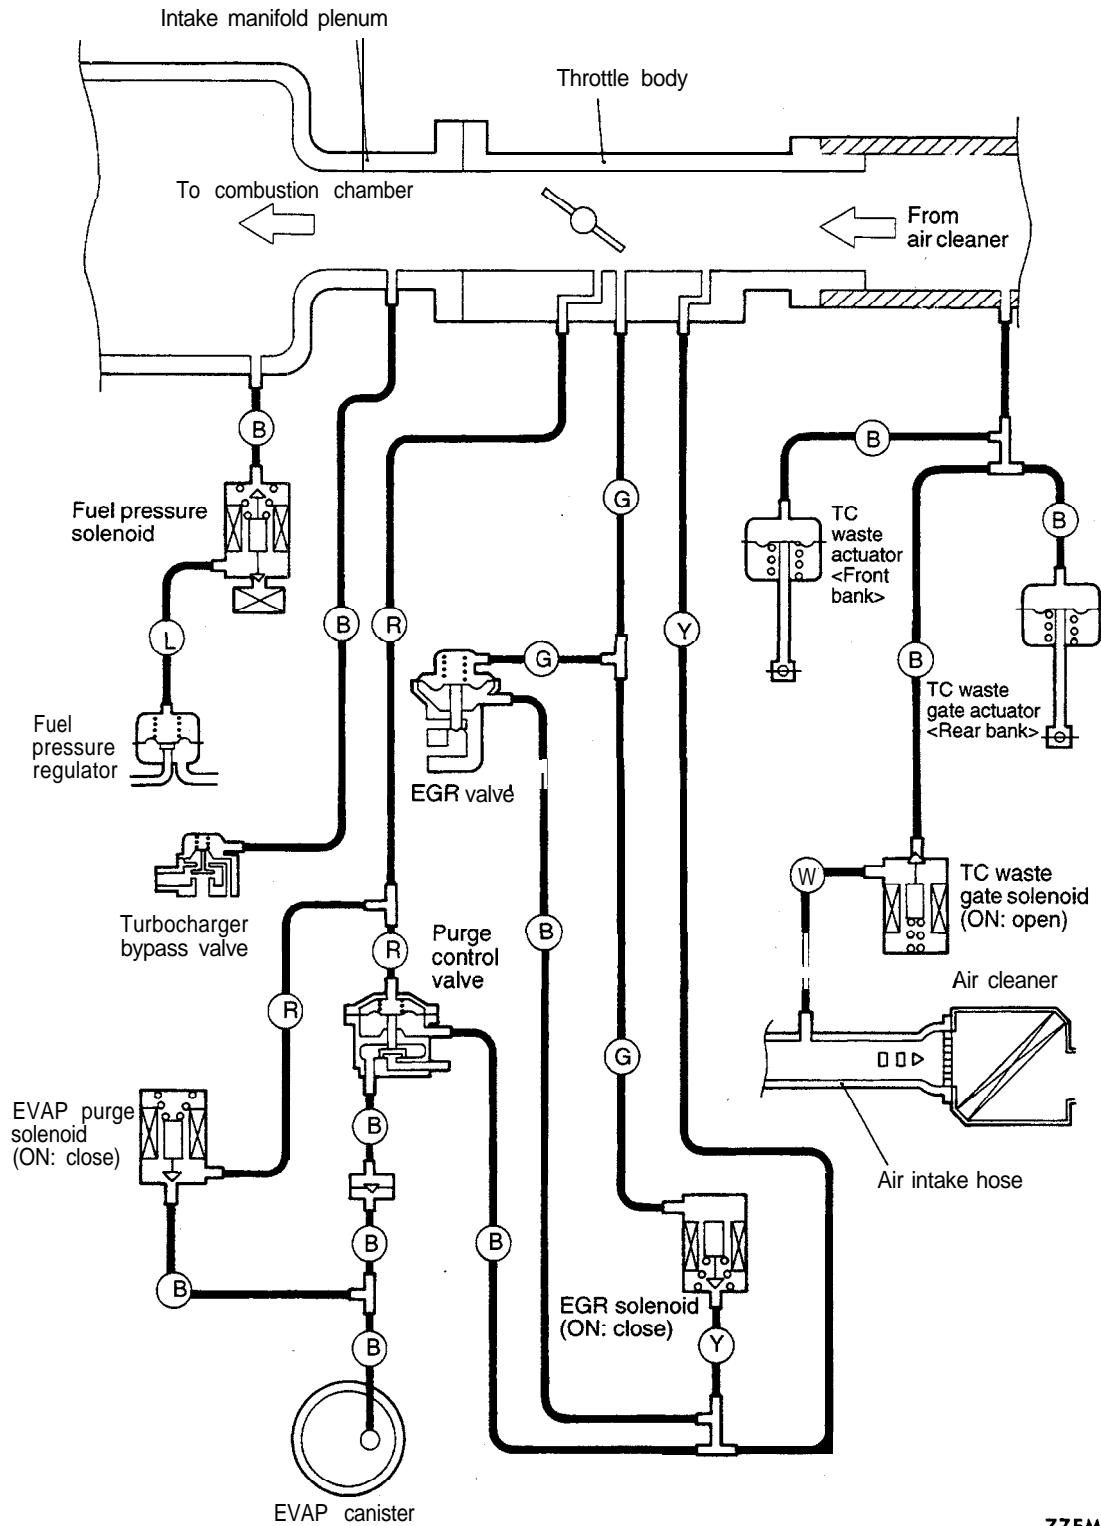 Intake manifold plenum
Throttle body
To combustion chamber
From
air cleaner
B
B
Fuel pressure
solenoid
G
TC
waste
actuator
<Front
bank>
B
L
B
R
Y
G
B
TC waste
gate actuator
<Rear bank>
Fuel
pressure
regulator
EGR valve
W
TC waste
gate solenoid
(ON: open)
Turbocharger
bypass valve
Purge
control
valve
R
B
R
Air cleaner
G
EVAP purge
solenoid
(ON: close)
B
Air intake hose
B
B
B
EGR solenoid
(ON: close)
B
Y
EVAP canister